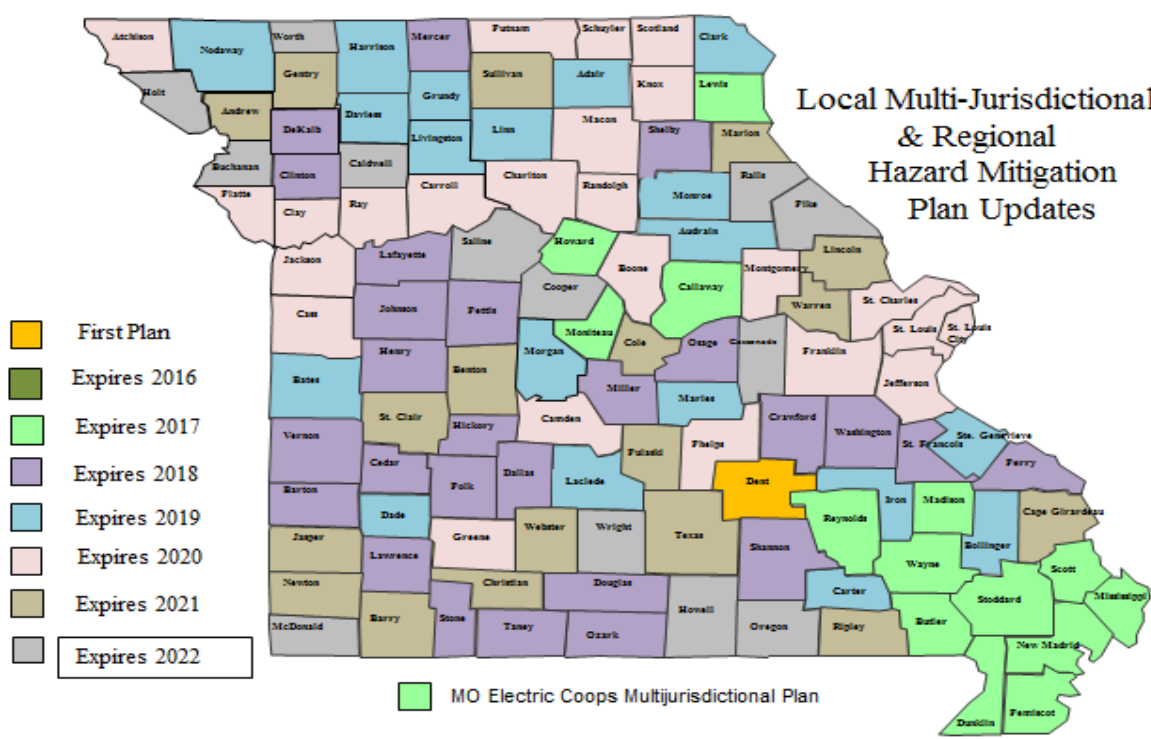 Atchison
Nodaway
Worth
Harrison
Mercer
Putnam
Schuyler
Scotland
Clark
Holt
Gentry
Sullivan
Adair
Knox
Lewis
Andrew
DeKalb
Daviess
Grundy
Livingston
Linn
Macon
Shelby
Marion
Buchanan
Clinton
Caldwell
Platte
Clay
Ray
Carroll
Chariton
Randolph
Monroe
Ralls
Pike
Audrain
Local Multi-Jurisdictional
& Regional
Hazard Mitigation
Plan Updates
Jackson
Lafayette
Saline
Howard
Boone
Callaway
Montgomery
Lincoln
Cass
Johnson
Pettis
Cooper
Moniteau
Cole
Osage
Gasconade
Warren
St. Charles
St. Louis
St. Louis
City
Franklin
Jefferson
Bates
Henry
Benton
Morgan
Miller
Maries
St. Clair
Hickory
Camden
Pulaski
Phelps
Crawford
Washington
St. Francois
Ste. Genevieve
Perry
Vernon
Cedar
Polk
Dallas
Laclede
Dent
Iron
Madison
Cape Girardeau
Barton
Dade
Greene
Webster
Wright
Texas
Shannon
Reynolds
Wayne
Bollinger
Scott
Mississippi
Jasper
Lawrence
Christian
Douglas
Carter
Stoddard
Newton
McDonald
Barry
Stone
Taney
Ozark
Howell
Oregon
Ripley
Butler
New Madrid
Dunklin
Pemiscot
First Plan
Expires 2016
Expires 2017
Expires 2018
Expires 2019
Expires 2020
Expires 2021
Expires 2022
MO Electric Coops Multijurisdictional Plan